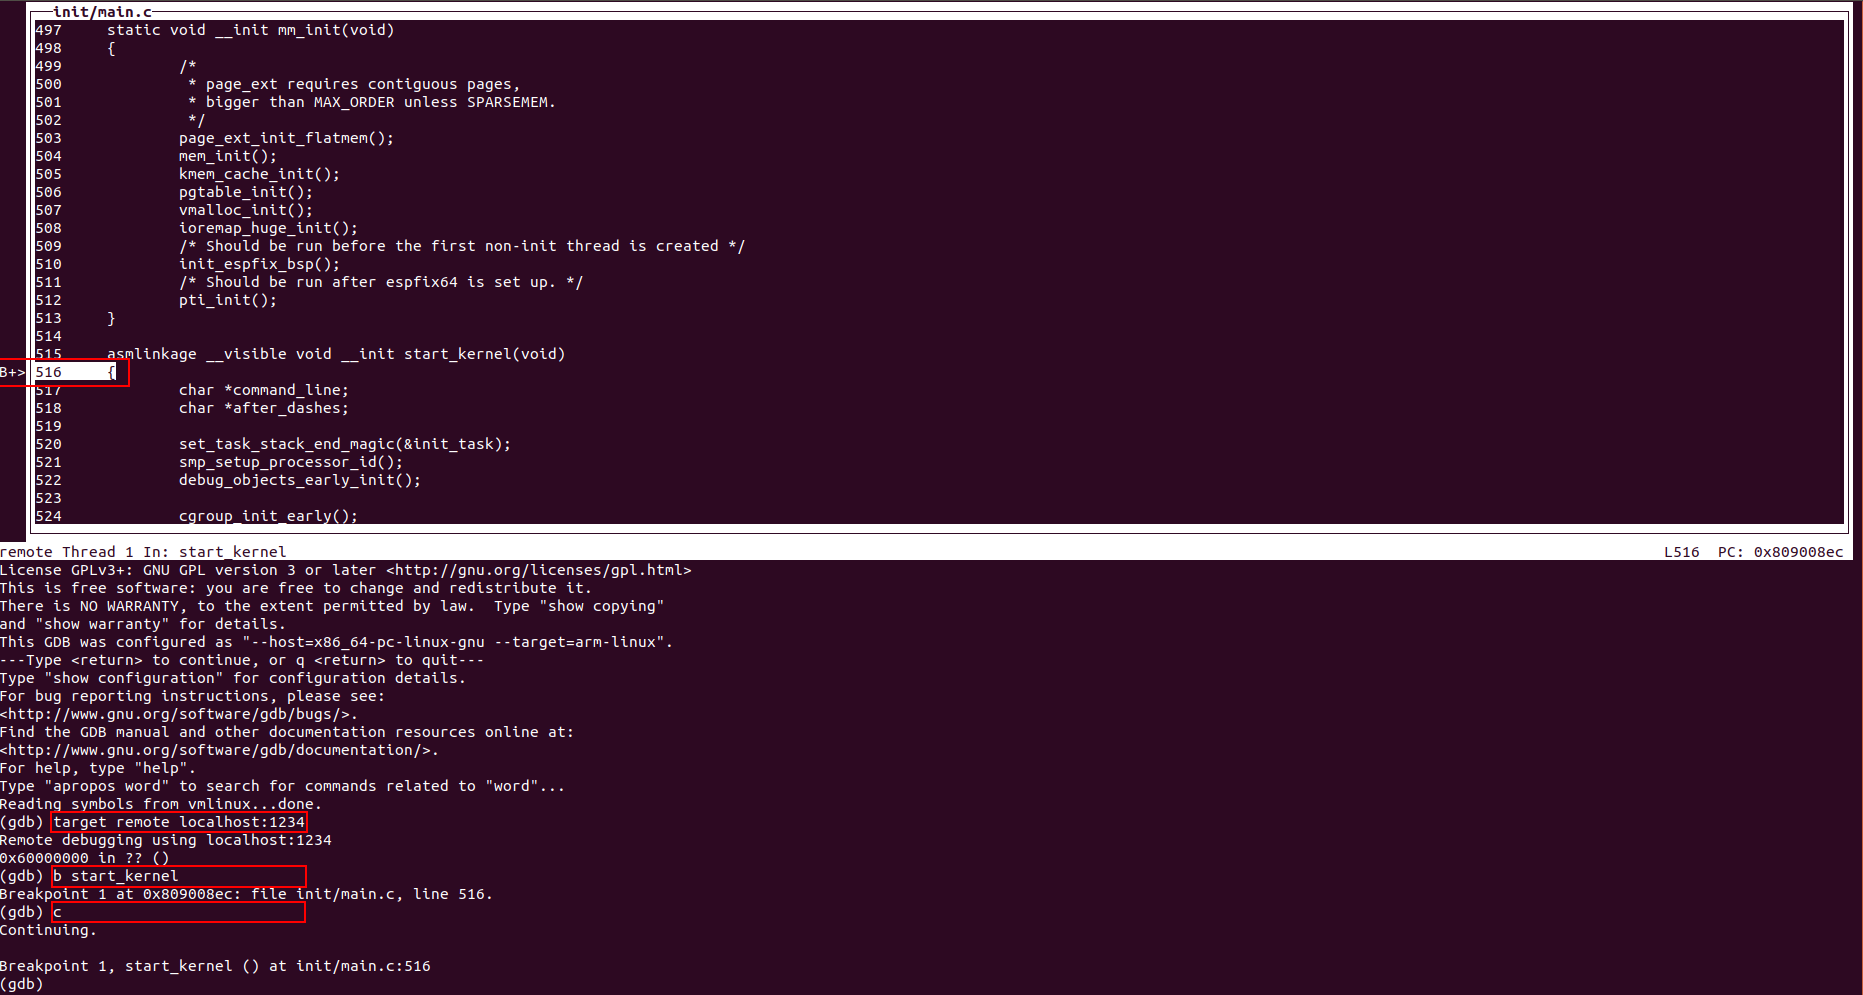 init/main.c
497     static void __init mm_init(void)
498     {
499             /*
500              * page_ext requires contiguous pages,
501              * bigger than MAX_ORDER unless SPARSEMEM.
502              */
503             page_ext_init_flatmem();
504             mem_init();
505             kmem_cache_init();
506             pgtable_init();
507             vmalloc_init();
508             ioremap_huge_init();
509             /* Should be run before the first non-init thread is created */
510             init_espfix_bsp();
511             /* Should be run after espfix64 is set up. */
512             pti_init();
513     }
514
515     asmlinkage __visible void __init start_kernel(void)
B+> 516     {
517             char *command_line;
518             char *after_dashes;
519
520             set_task_stack_end_magic(&init_task);
521             smp_setup_processor_id();
522             debug_objects_early_init();
523
524             cgroup_init_early();
remote Thread 1 In: start_kernel L516 PC: 0x809008ec
License GPLv3+: GNU GPL version 3 or later <http://gnu.org/licenses/gpl.html>
This is free software: you are free to change and redistribute it.
There is NO WARRANTY, to the extent permitted by law.  Type "show copying"
and "show warranty" for details.
This GDB was configured as "--host=x86_64-pc-linux-gnu --target=arm-linux".
---Type <return> to continue, or q <return> to quit---
Type "show configuration" for configuration details.
For bug reporting instructions, please see:
<http://www.gnu.org/software/gdb/bugs/>.
Find the GDB manual and other documentation resources online at:
<http://www.gnu.org/software/gdb/documentation/>.
For help, type "help".
Type "apropos word" to search for commands related to "word"...
Reading symbols from vmlinux...done.
(gdb) target remote localhost:1234
Remote debugging using localhost:1234
0x60000000 in ?? ()
(gdb) b start_kernel
Breakpoint 1 at 0x809008ec: file init/main.c, line 516.
(gdb) c
Continuing.

Breakpoint 1, start_kernel () at init/main.c:516
(gdb)